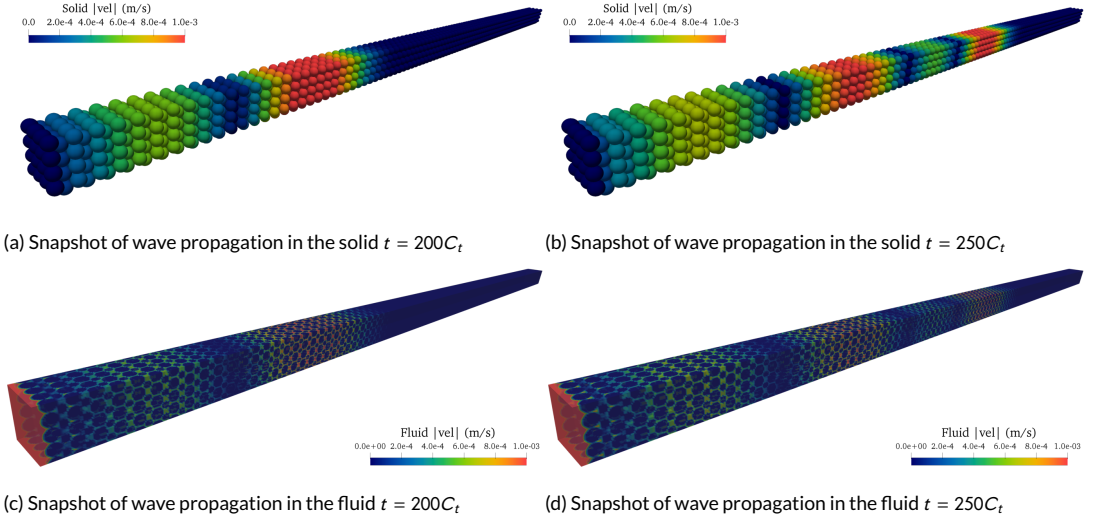 Solid |vel| (m/s)
0.0 2.0e-4 4.0e-4 6.0e-4 8.0e-4 1.0e-3
Solid |vel| (m/s)
0.0 2.0e-4 4.0e-4 6.0e-4 8.0e-4 1.0e-3
(a) Snapshot of wave propagation in the solid t = 200Cₜ
(b) Snapshot of wave propagation in the solid t = 250Cₜ
Fluid |vel| (m/s)
0.0e+00 2.0e-4 4.0e-4 6.0e-4 8.0e-4 1.0e-03
Fluid |vel| (m/s)
0.0e+00 2.0e-4 4.0e-4 6.0e-4 8.0e-4 1.0e-03
(c) Snapshot of wave propagation in the fluid t = 200Cₜ
(d) Snapshot of wave propagation in the fluid t = 250Cₜ